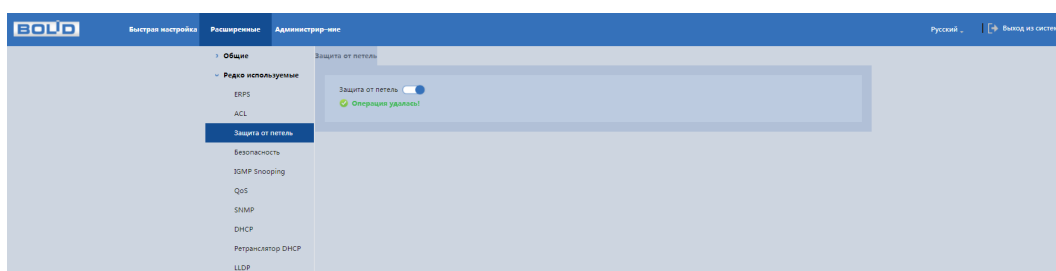 BOLID Быстрая настройка Расширенные Администрир-ние Русский Выход из систем
Общие
Защита от петель
Редко используемые
Защита от петель
ERPS
Операция удалась!
ACL
Защита от петель
Безопасность
IGMP Snooping
QoS
SNMP
DHCP
Ретранслятор DHCP
LLDP